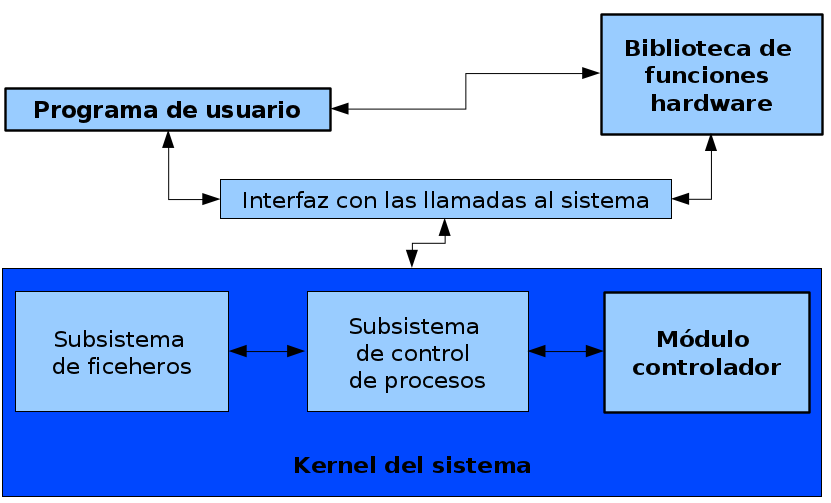 Biblioteca de
funciones
hardware
Programa de usuario
Interfaz con las llamadas al sistema
Subsistema
de ficeheros
Subsistema
de control
de procesos
Módulo
controlador
Kernel del sistema